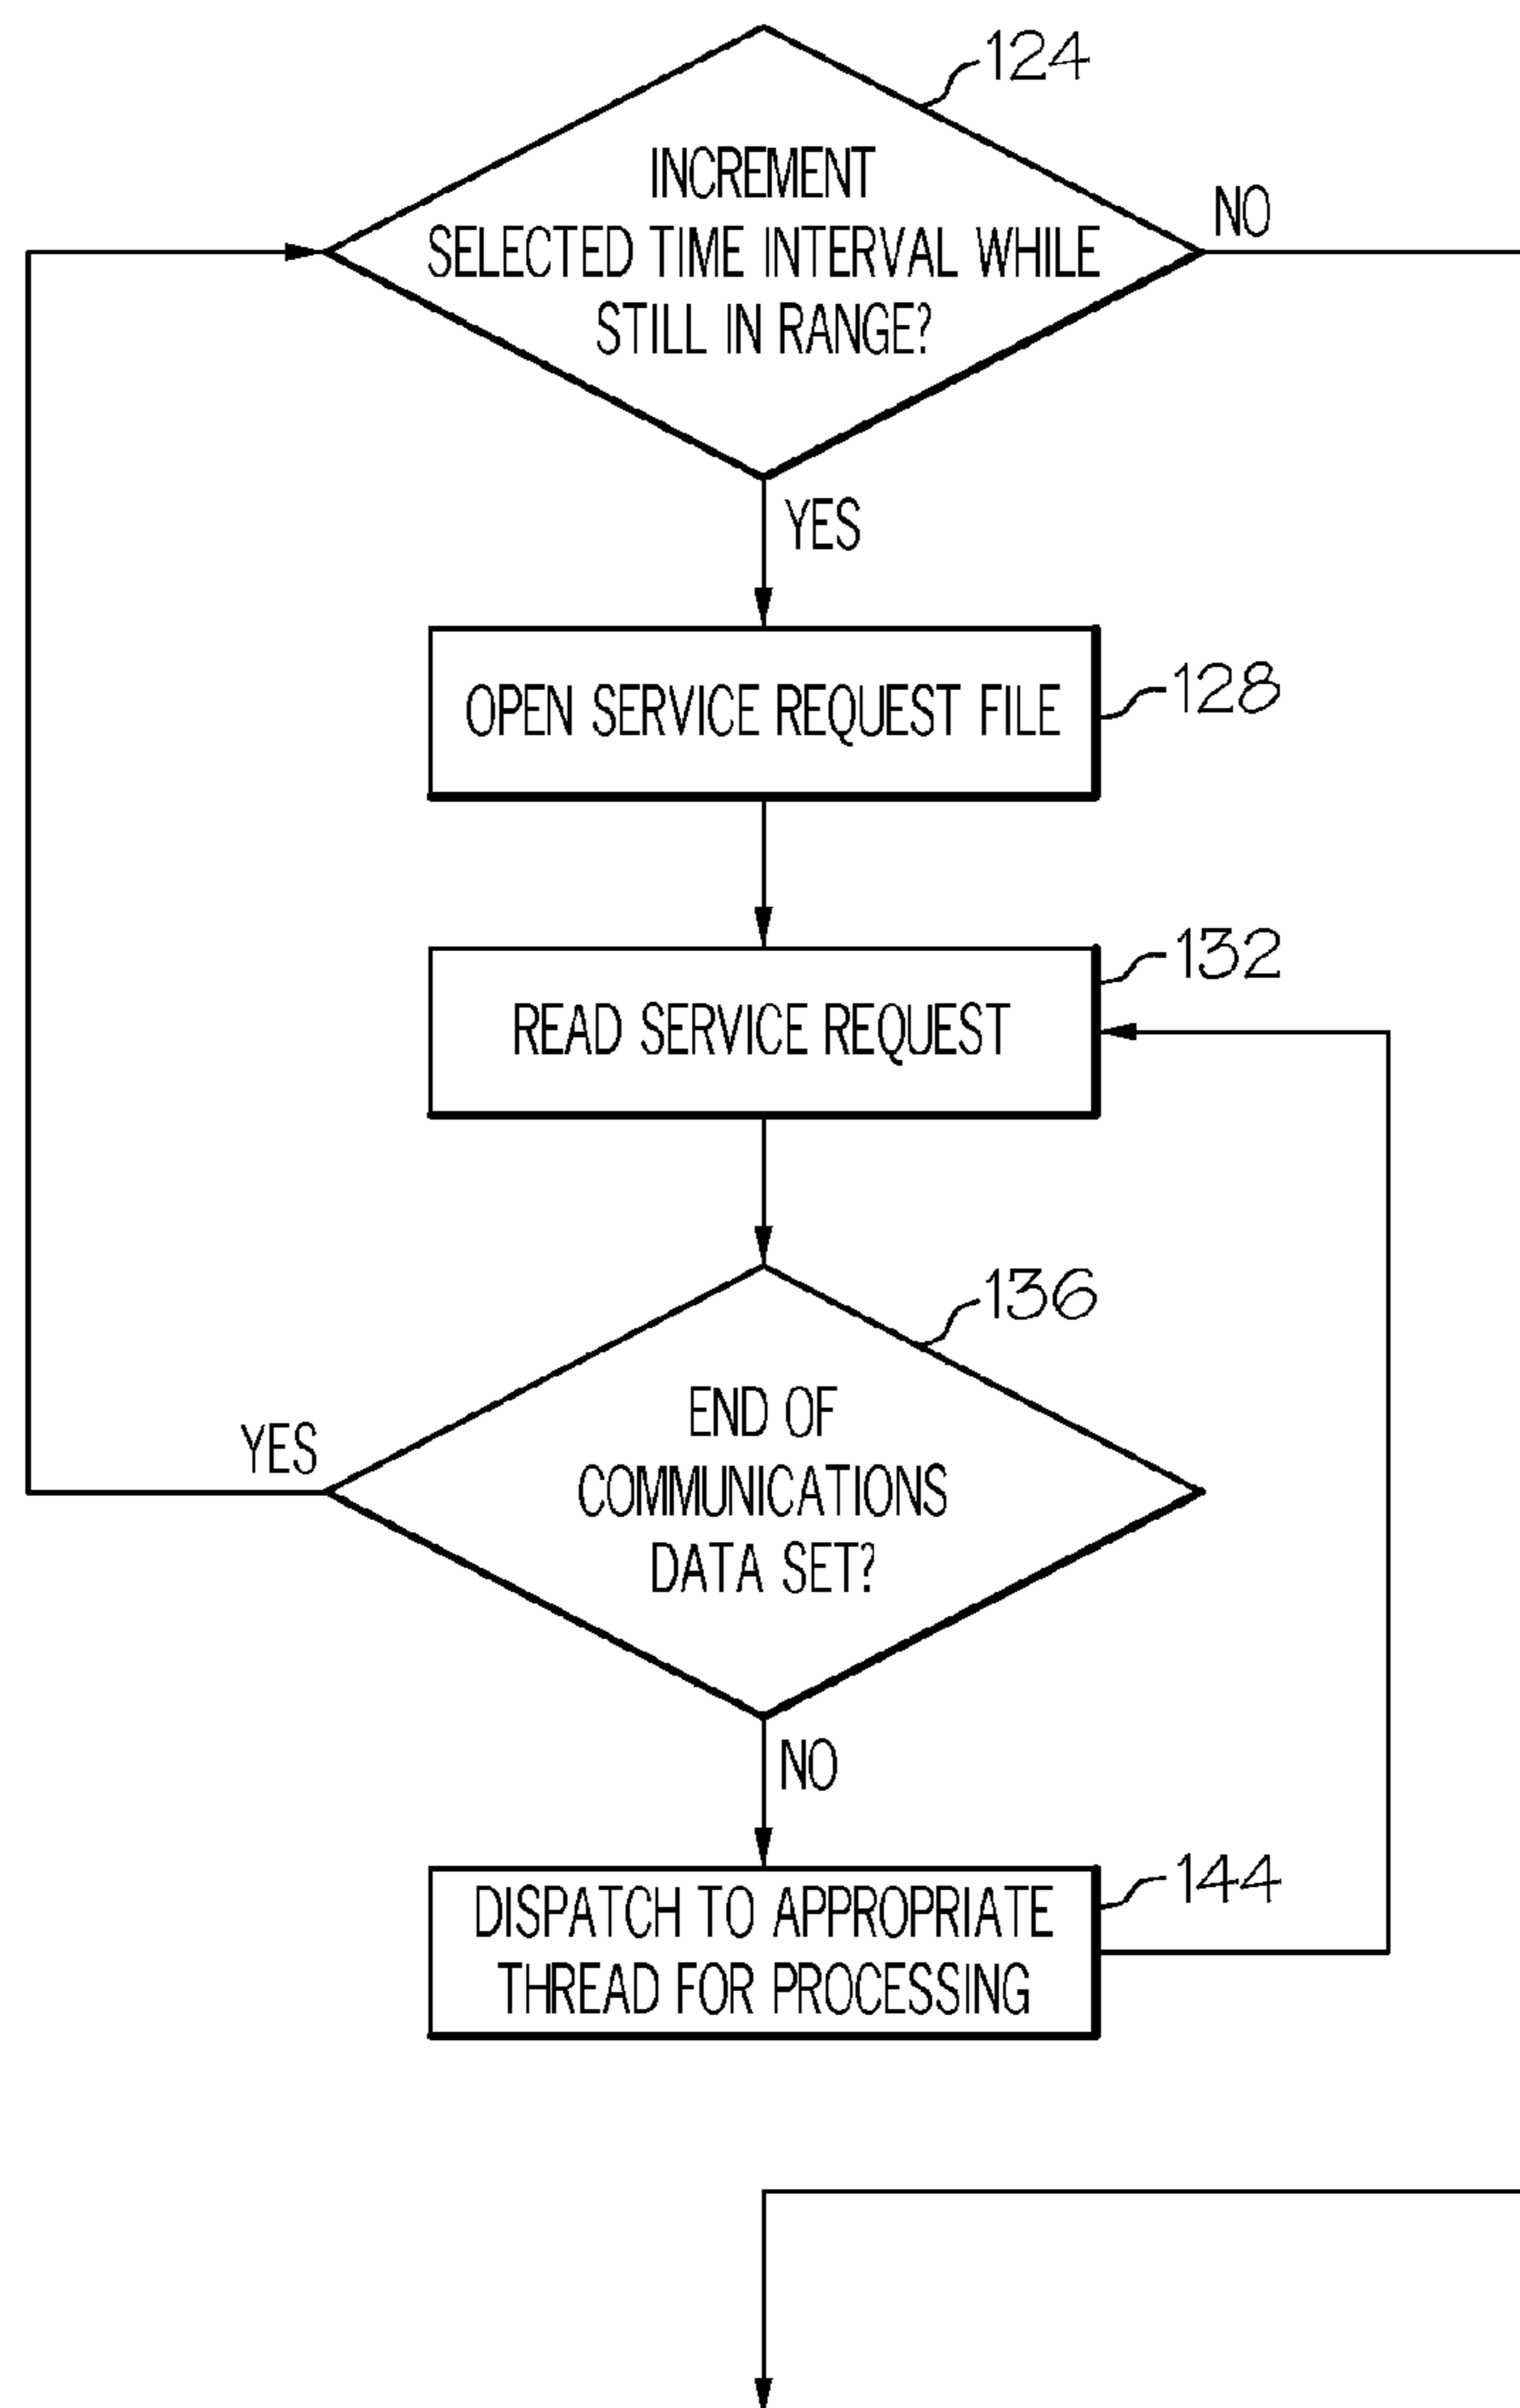 124
INCREMENT
SELECTED TIME INTERVAL WHILE
STILL IN RANGE?
NO
YES
OPEN SERVICE REQUEST FILE
128
132
READ SERVICE REQUEST
136
END OF
COMMUNICATIONS
DATA SET?
YES
NO
144
DISPATCH TO APPROPRIATE
THREAD FOR PROCESSING